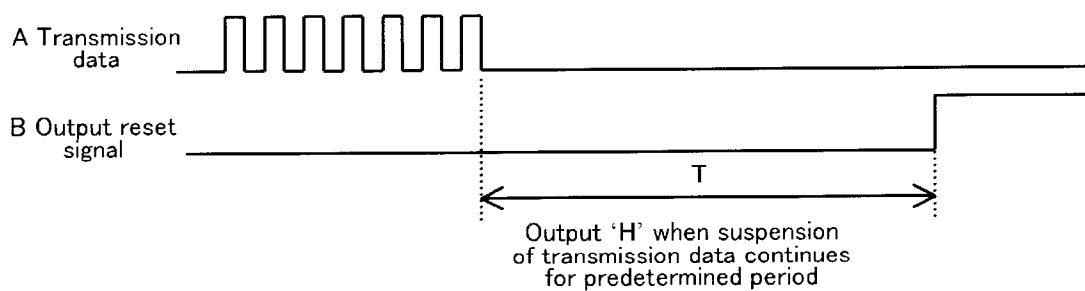 A Transmission
data
B Output reset
signal
T
Output ‘H’ when suspension
of transmission data continues
for predetermined period